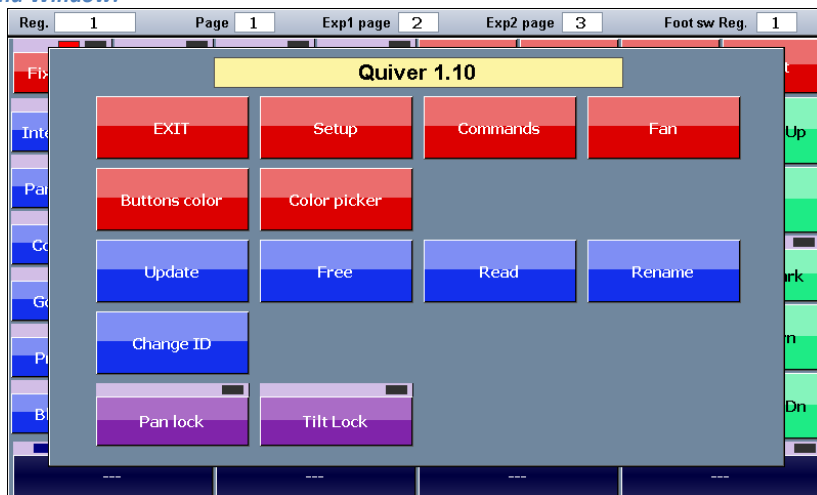 Reg. 1 Page 1 Exp1 page 2 Exp2 page 3 Foot sw Reg. 1
Quiver 1.10
EXIT Setup Commands Fan
Up
Buttons color Color picker
Update Free Read Rename
Change ID
Pan lock Tilt Lock
Dn
--- --- --- ---